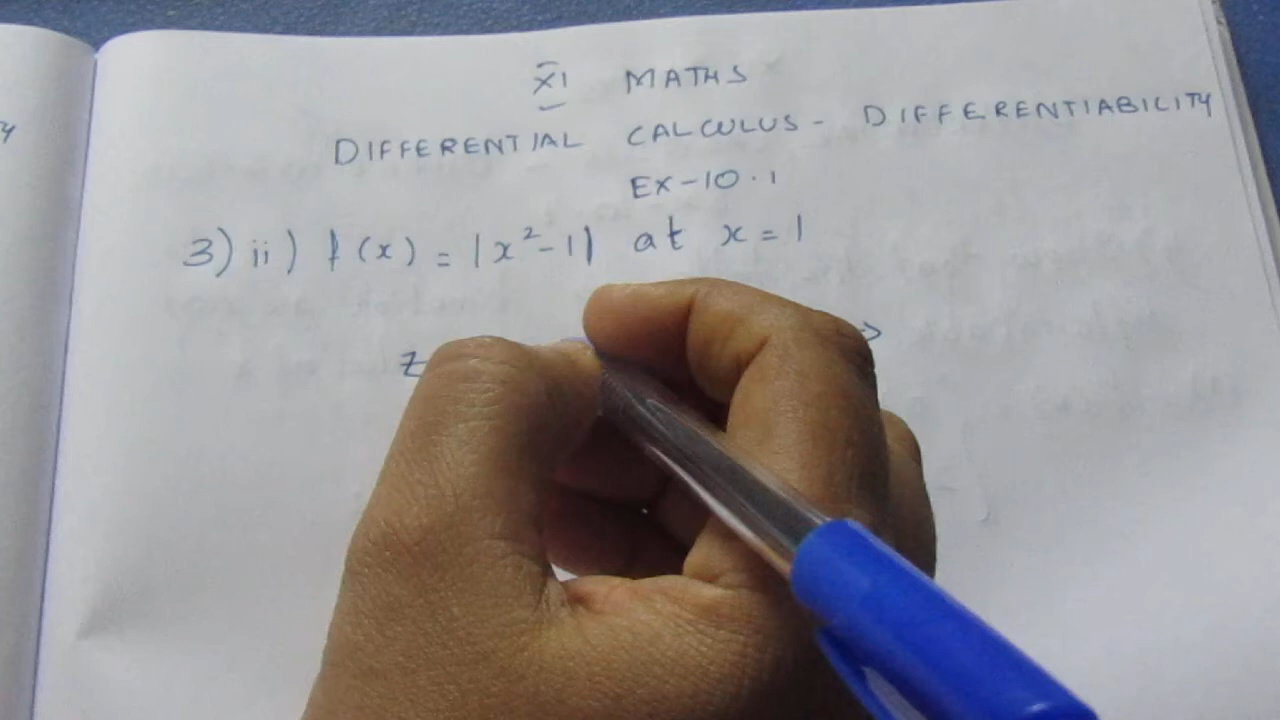 XI MATHS
DIFFERENTIAL CALCULUS - DIFFERENTIABILITY
EX-10.1
3) ii) f(x) = |x²-1| at x = 1